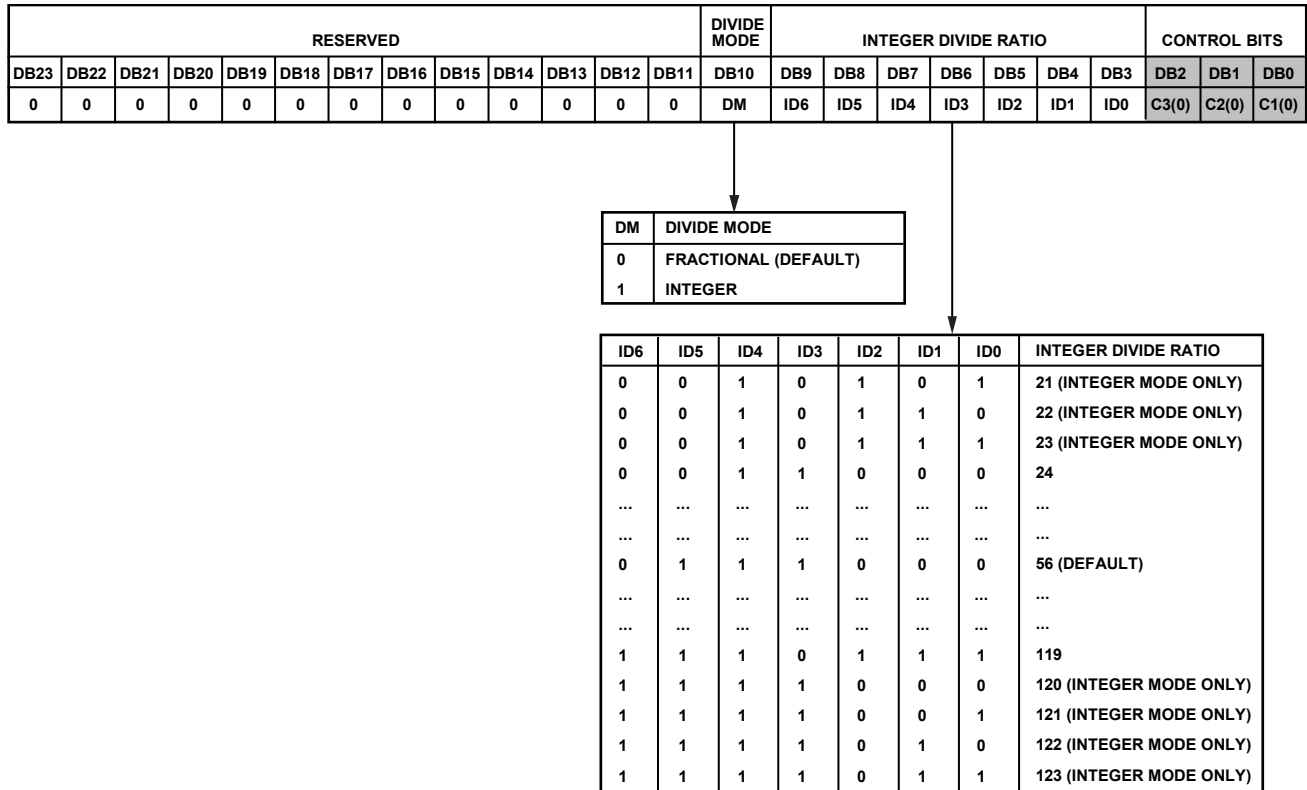 RESERVED DIVIDE MODE INTEGER DIVIDE RATIO CONTROL BITS
DB23 DB22 DB21 DB20 DB19 DB18 DB17 DB16 DB15 DB14 DB13 DB12 DB11 DB10 DB9 DB8 DB7 DB6 DB5 DB4 DB3 DB2 DB1 DB0
0 0 0 0 0 0 0 0 0 0 0 0 0 DM ID6 ID5 ID4 ID3 ID2 ID1 ID0 C3(0) C2(0) C1(0)
DM DIVIDE MODE
0 FRACTIONAL (DEFAULT)
1 INTEGER
ID6 ID5 ID4 ID3 ID2 ID1 ID0 INTEGER DIVIDE RATIO
0 0 1 0 1 0 1 21 (INTEGER MODE ONLY)
0 0 1 0 1 1 0 22 (INTEGER MODE ONLY)
0 0 1 0 1 1 1 23 (INTEGER MODE ONLY)
0 0 1 1 0 0 0 24
... ... ... ... ... ... ... ...
... ... ... ... ... ... ... ...
0 1 1 1 0 0 0 56 (DEFAULT)
... ... ... ... ... ... ... ...
... ... ... ... ... ... ... ...
1 1 1 0 1 1 1 119
1 1 1 1 0 0 0 120 (INTEGER MODE ONLY)
1 1 1 1 0 0 1 121 (INTEGER MODE ONLY)
1 1 1 1 0 1 0 122 (INTEGER MODE ONLY)
1 1 1 1 0 1 1 123 (INTEGER MODE ONLY)